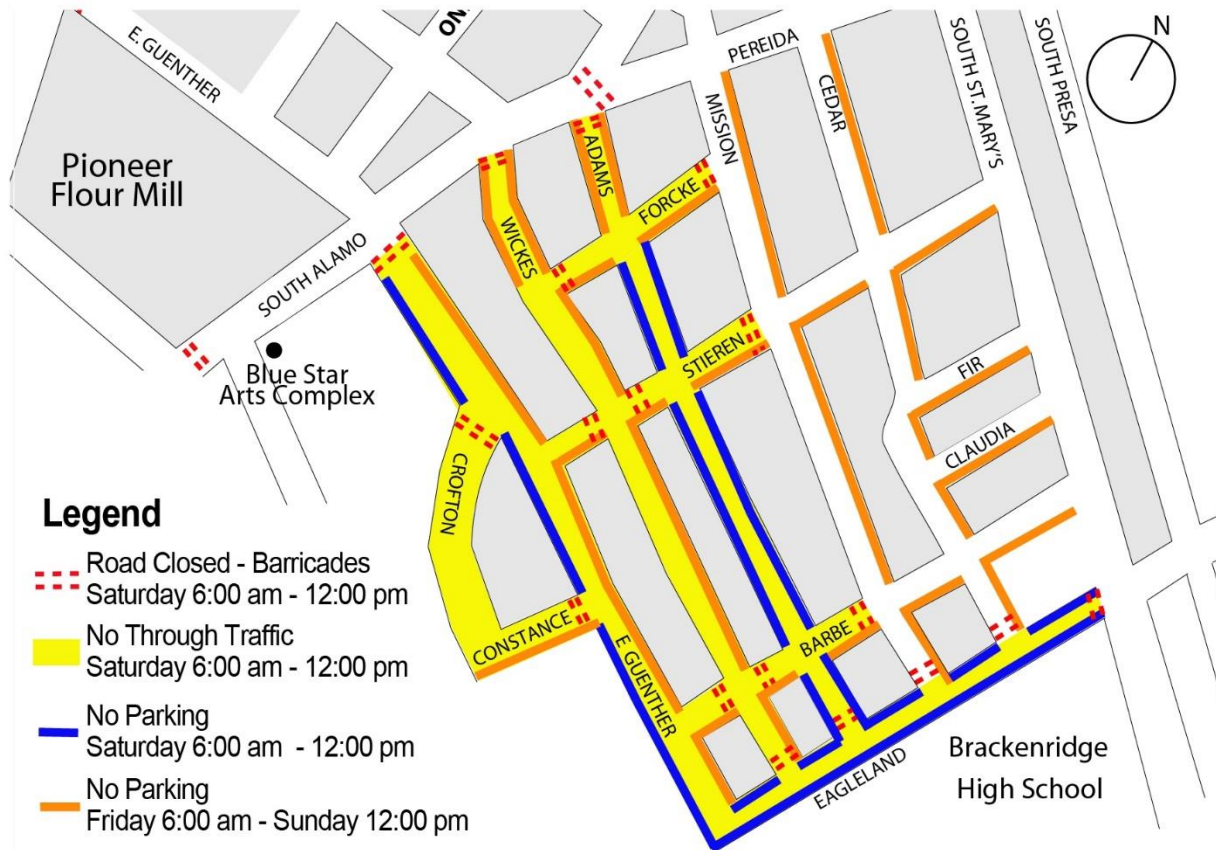 E. GUENTHER
NO
PEREIDA
N
Pioneer
Flour Mill
MISSION
CEDAR
SOUTH ST. MARY'S
SOUTH PRESA
ADAMS
FORCKE
WICKES
SOUTH ALAMO
Blue Star
Arts Complex
STIEREN
FIR
CLAUDIA
CROFTON
CONSTANCE
E GUENTHER
BARBE
EAGLELAND
Brackenridge
High School
Legend
Road Closed - Barricades
Saturday 6:00 am - 12:00 pm
No Through Traffic
Saturday 6:00 am - 12:00 pm
No Parking
Saturday 6:00 am - 12:00 pm
No Parking
Friday 6:00 am - Sunday 12:00 pm